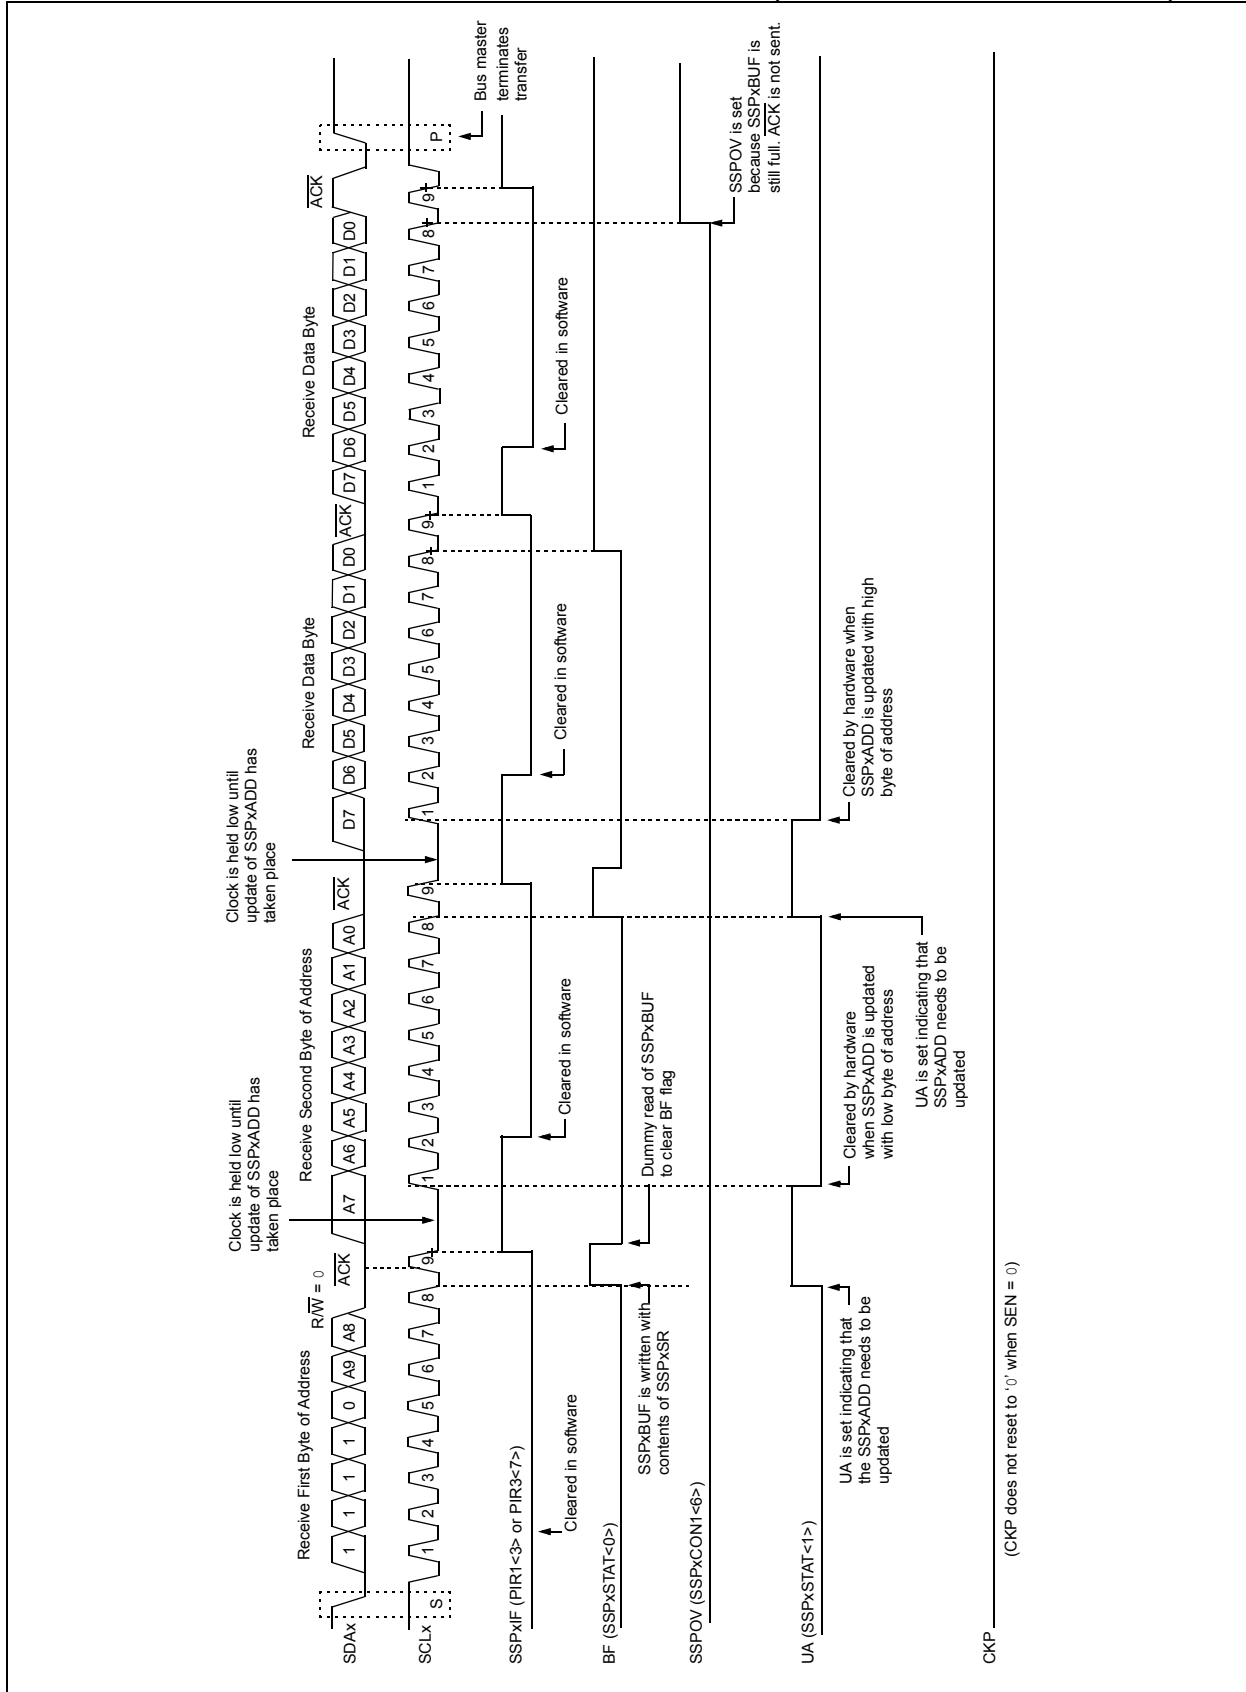 Clock is held low until
update of SSPxADD has
taken place
Clock is held low until
update of SSPxADD has
taken place
Receive First Byte of Address
R/W = 0
ACK
Receive Second Byte of Address
ACK
Receive Data Byte
ACK
Receive Data Byte
ACK
SDAx
1 1 1 1 0 A9 A8
A7 A6 A5 A4 A3 A2 A1 A0
D7 D6 D5 D4 D3 D2 D1 D0
D7 D6 D5 D4 D3 D2 D1 D0
SCLx
S
1 2 3 4 5 6 7 8 9
1 2 3 4 5 6 7 8 9
1 2 3 4 5 6 7 8 9
1 2 3 4 5 6 7 8 9
P
Bus master
terminates
transfer
SSPxIF (PIR1<3> or PIR3<7>)
Cleared in software
Cleared in software
Cleared in software
Cleared in software
BF (SSPxSTAT<0>)
SSPxBUF is written with
contents of SSPxSR
Dummy read of SSPxBUF
to clear BF flag
SSPOV (SSPxCON1<6>)
SSPOV is set
because SSPxBUF is
still full. ACK is not sent.
UA (SSPxSTAT<1>)
UA is set indicating that
the SSPxADD needs to be
updated
Cleared by hardware
when SSPxADD is updated
with low byte of address
UA is set indicating that
SSPxADD needs to be
updated
Cleared by hardware when
SSPxADD is updated with high
byte of address
CKP
(CKP does not reset to ‘0’ when SEN = 0)